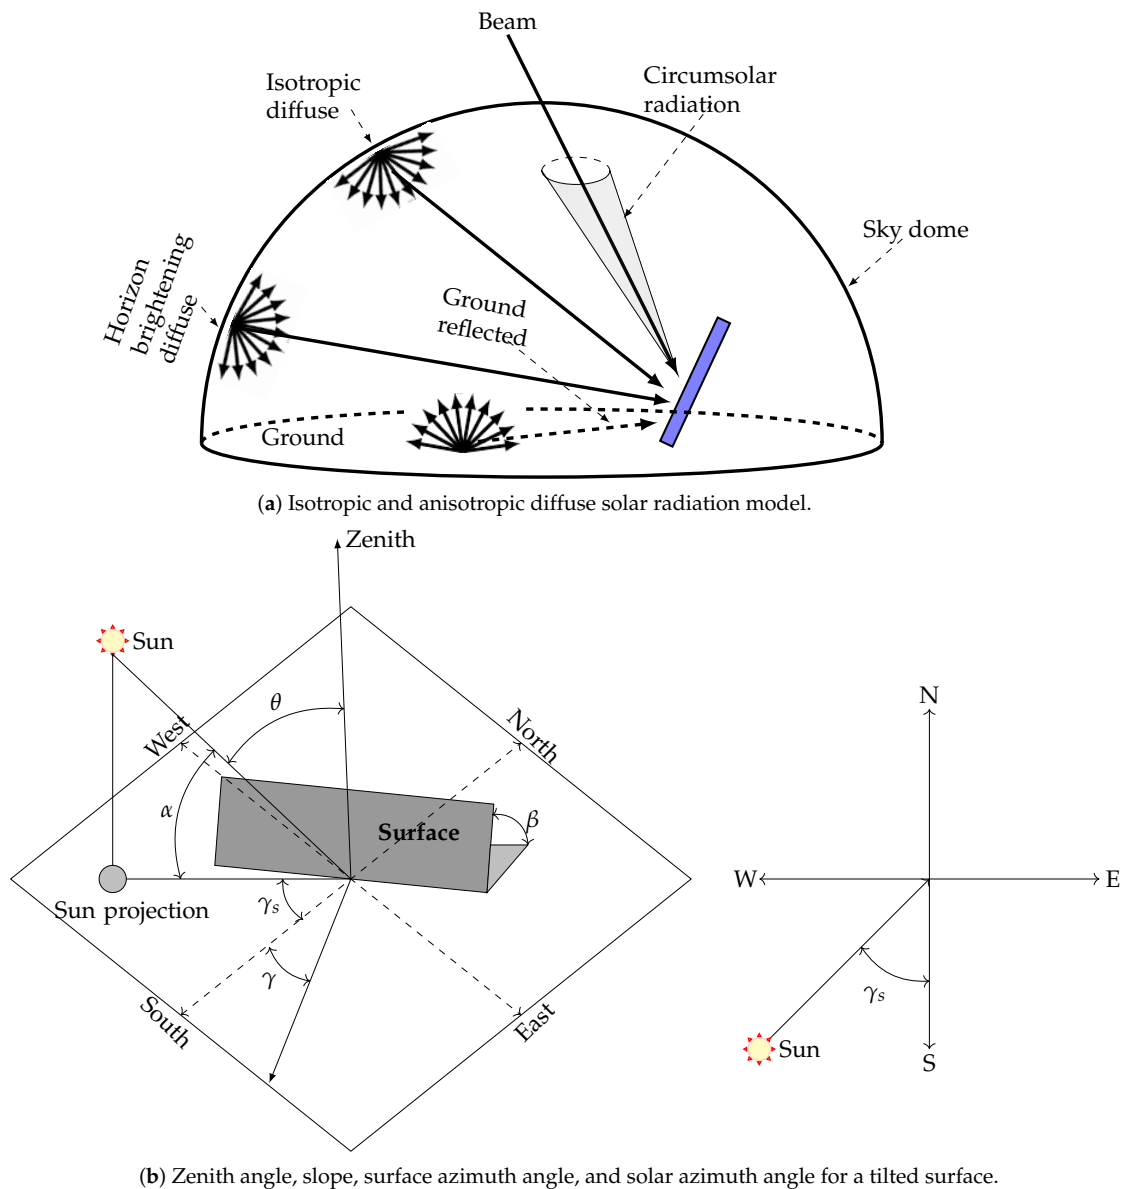 Beam
Isotropic
diffuse
Circumsolar
radiation
Sky dome
Horizon
brightening
diffuse
Ground
reflected
Ground
(a) Isotropic and anisotropic diffuse solar radiation model.
Zenith
Sun
θ
West
North
α
Surface
β
Sun projection
γs
γ
South
East
N
W
E
γs
Sun
S
(b) Zenith angle, slope, surface azimuth angle, and solar azimuth angle for a tilted surface.